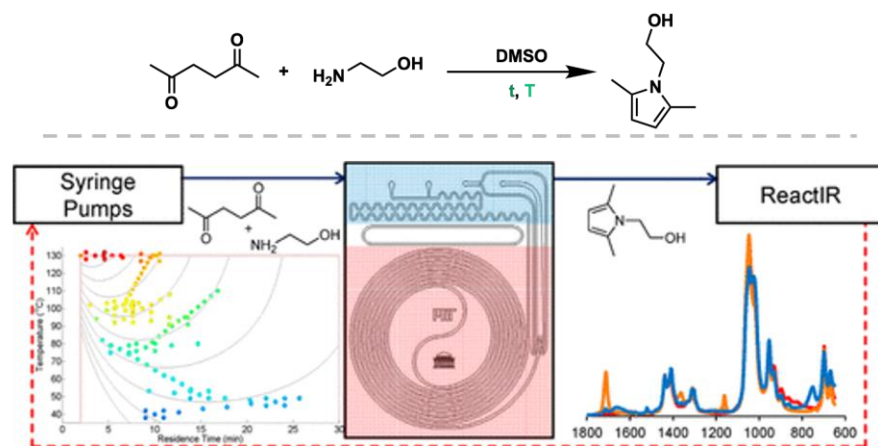 O
O
+
H₂N
OH
DMSO
t, T
OH
N
Syringe
Pumps
O
O
+
NH₂
OH
MIT
N
OH
ReactIR
Temperature (°C)
130
120
110
100
90
80
70
60
50
40
0
5
10
15
20
25
30
Residence Time (min)
1800
1600
1400
1200
1000
800
600